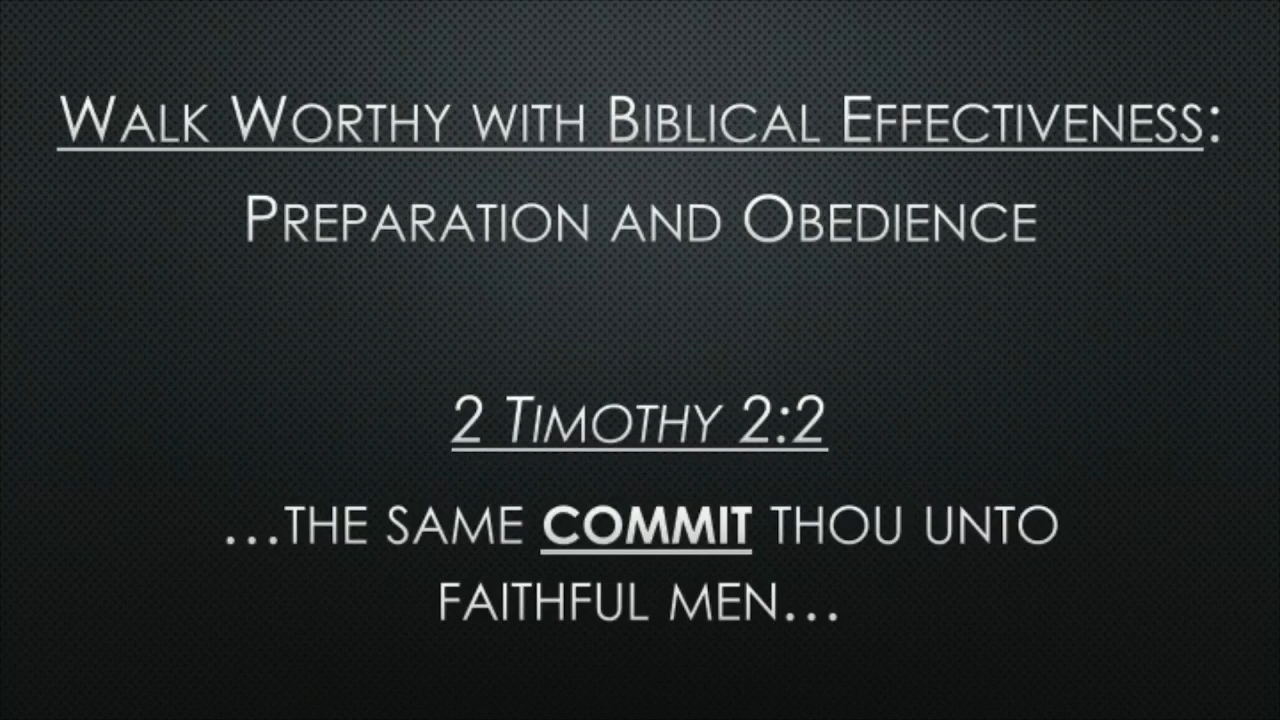 Walk Worthy with Biblical Effectiveness:
Preparation and Obedience
2 Timothy 2:2
…the same commit thou unto
faithful men…